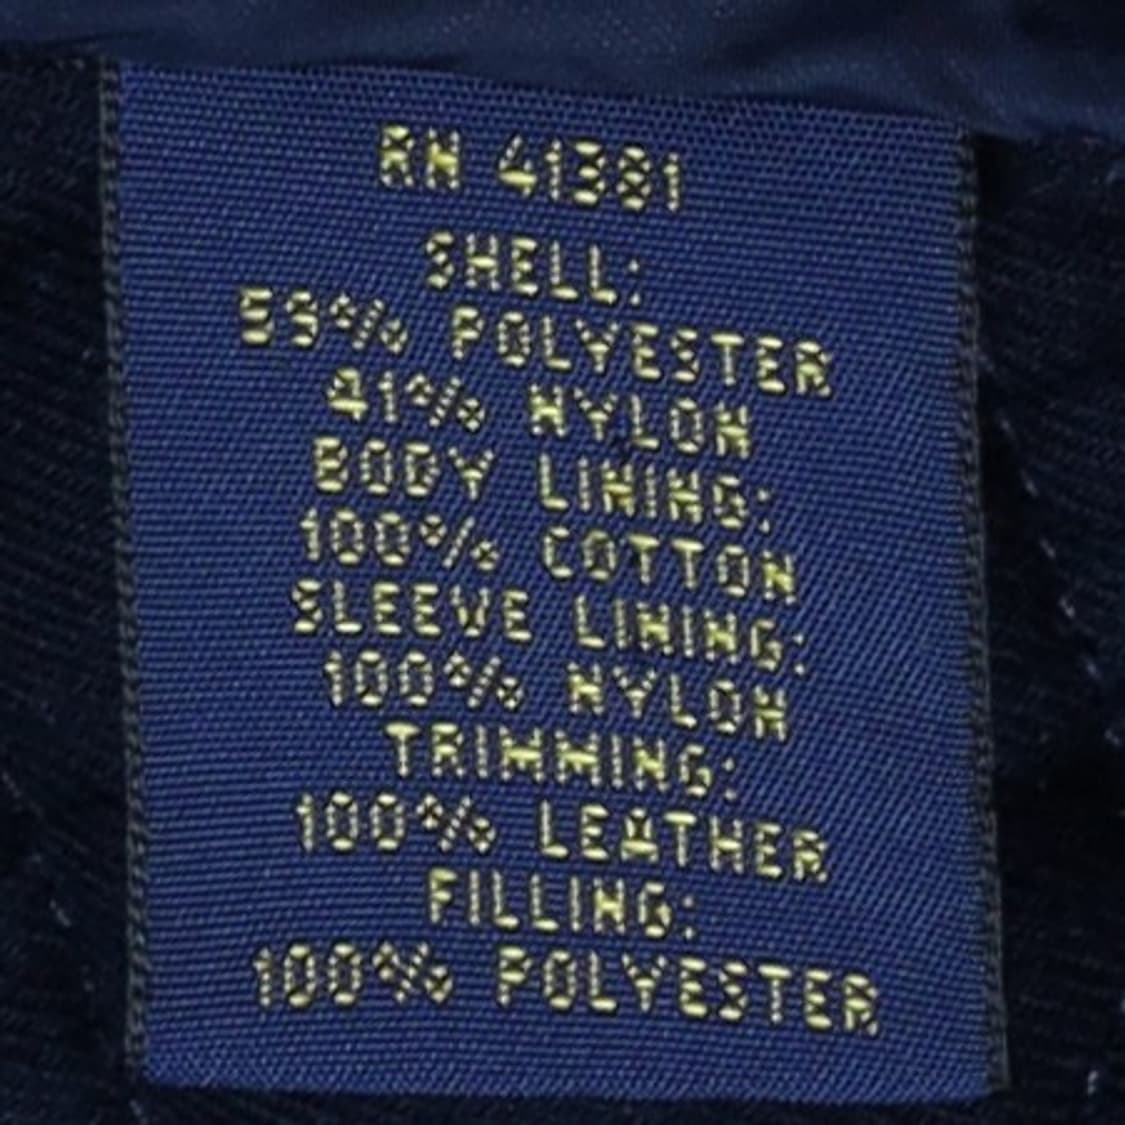 RN 41381
SHELL:
59% POLYESTER
41% NYLON
BODY LINING:
100% COTTON
SLEEVE LINING:
100% NYLON
TRIMMING:
100% LEATHER
FILLING:
100% POLYESTER